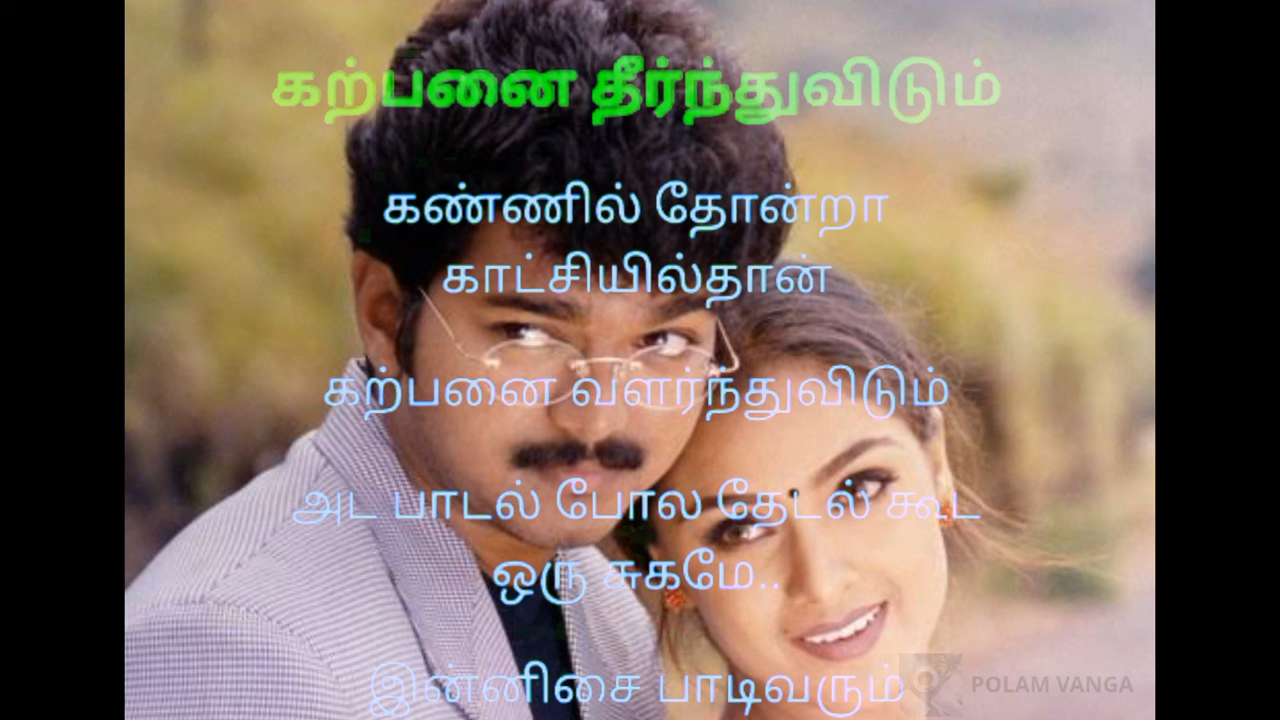 கற்பனை தீர்ந்துவிடும்
கண்ணில் தோன்றா
காட்சியில்தான்
கற்பனை வளர்ந்துவிடும்
அட பாடல் போல தேடல் கூட
ஒரு சுகமே..
இன்னிசை பாடிவரும்
POLAM VANGA